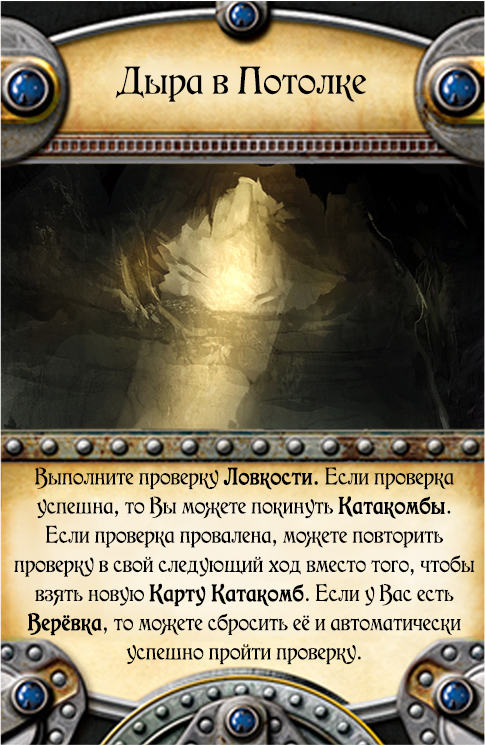 Дыра в Потолке
Выполните проверку Ловкости. Если проверка
успешна, то Вы можете покинуть Катакомбы.
Если проверка провалена, можете повторить
проверку в свой следующий ход вместо того, чтобы
взять новую Карту Катакомб. Если у Вас есть
Верёвка, то можете сбросить её и автоматически
успешно пройти проверку.